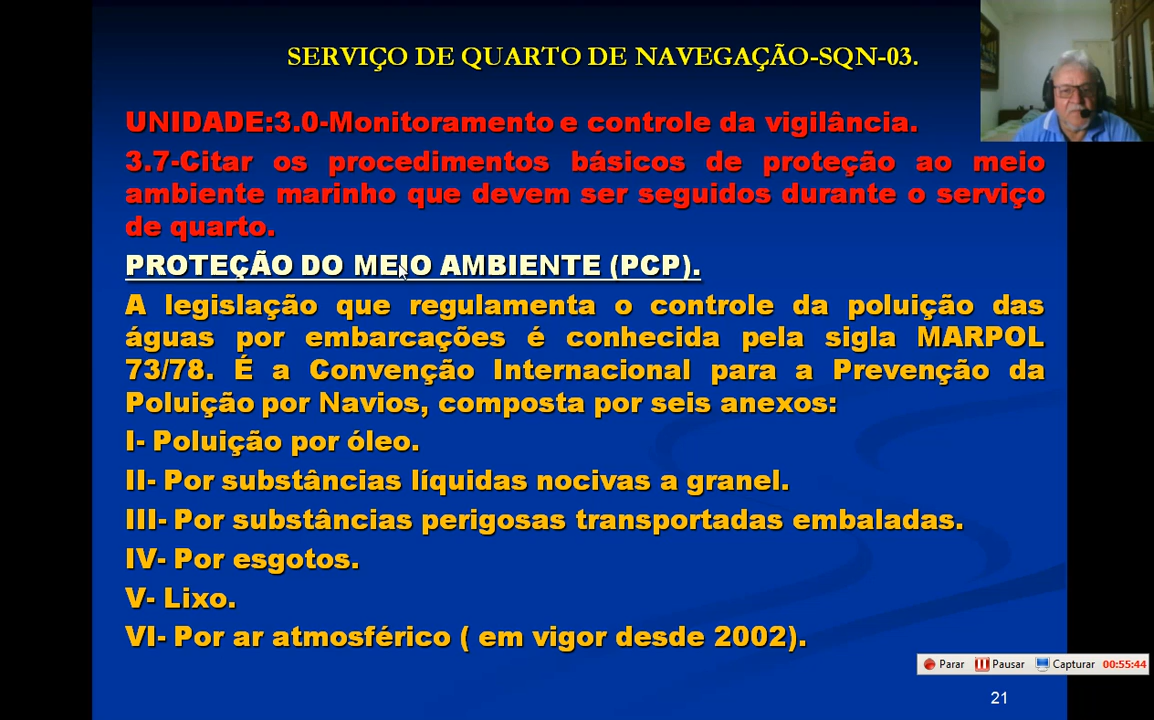 SERVIÇO DE QUARTO DE NAVEGAÇÃO-SQN-03.
UNIDADE:3.0-Monitoramento e controle da vigilância.
3.7-Citar os procedimentos básicos de proteção ao meio
ambiente marinho que devem ser seguidos durante o serviço
de quarto.
PROTEÇÃO DO MEIO AMBIENTE (PCP).
A legislação que regulamenta o controle da poluição das
águas por embarcações é conhecida pela sigla MARPOL
73/78. É a Convenção Internacional para a Prevenção da
Poluição por Navios, composta por seis anexos:
I- Poluição por óleo.
II- Por substâncias líquidas nocivas a granel.
III- Por substâncias perigosas transportadas embaladas.
IV- Por esgotos.
V- Lixo.
VI- Por ar atmosférico ( em vigor desde 2002).
Parar Pausar Capturar 00:55:44
21